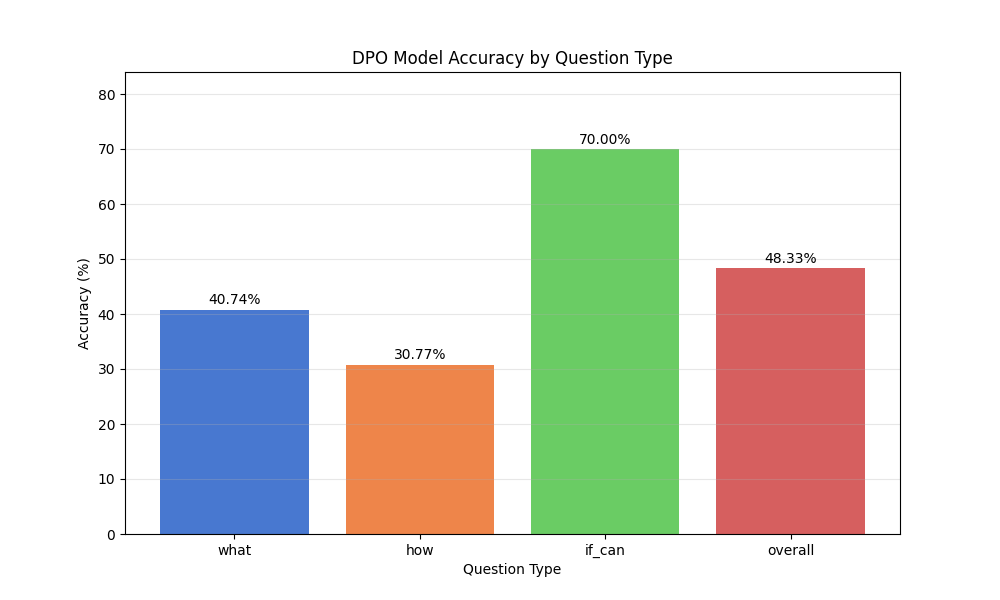 DPO Model Accuracy by Question Type
Accuracy (%)
80
70
60
50
40
30
20
10
0
40.74%
30.77%
70.00%
48.33%
what
how
if_can
overall
Question Type